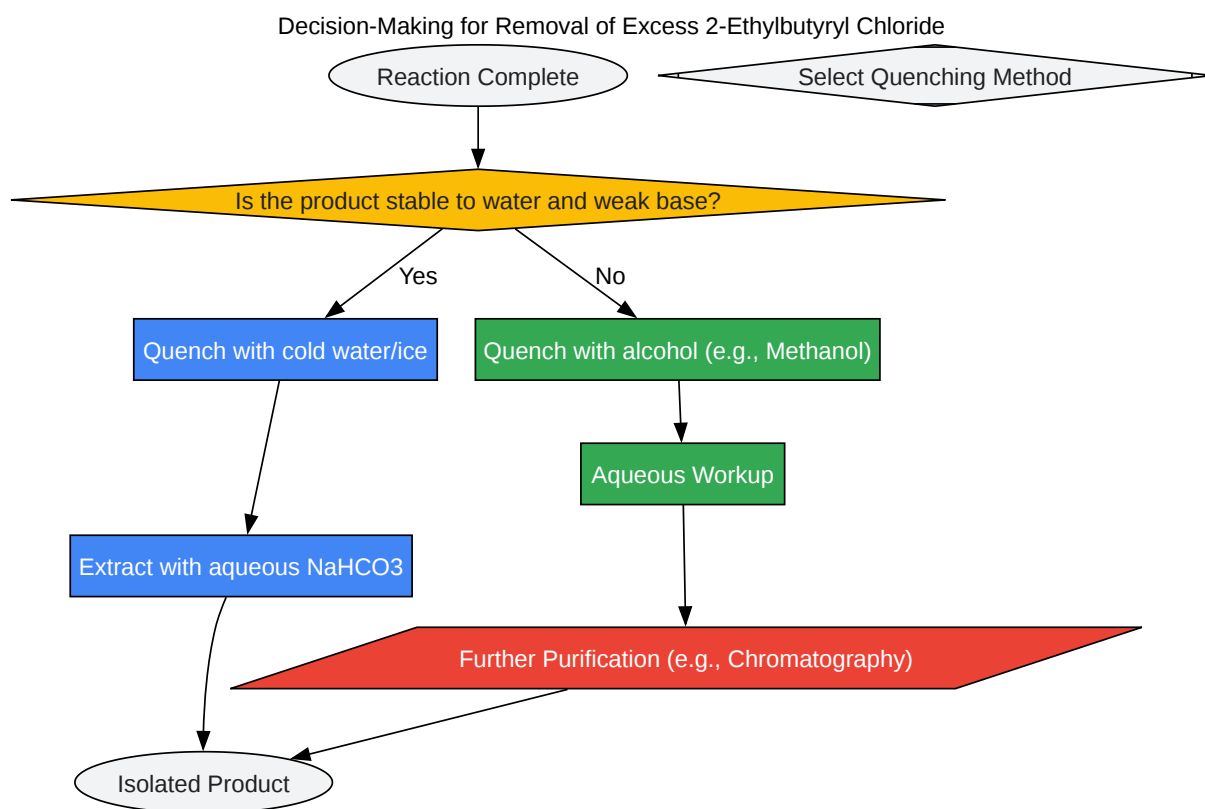 Decision-Making for Removal of Excess 2-Ethylbutyryl Chloride
Reaction Complete
Select Quenching Method
Is the product stable to water and weak base?
Yes
No
Quench with cold water/ice
Quench with alcohol (e.g., Methanol)
Aqueous Workup
Extract with aqueous NaHCO3
Further Purification (e.g., Chromatography)
Isolated Product